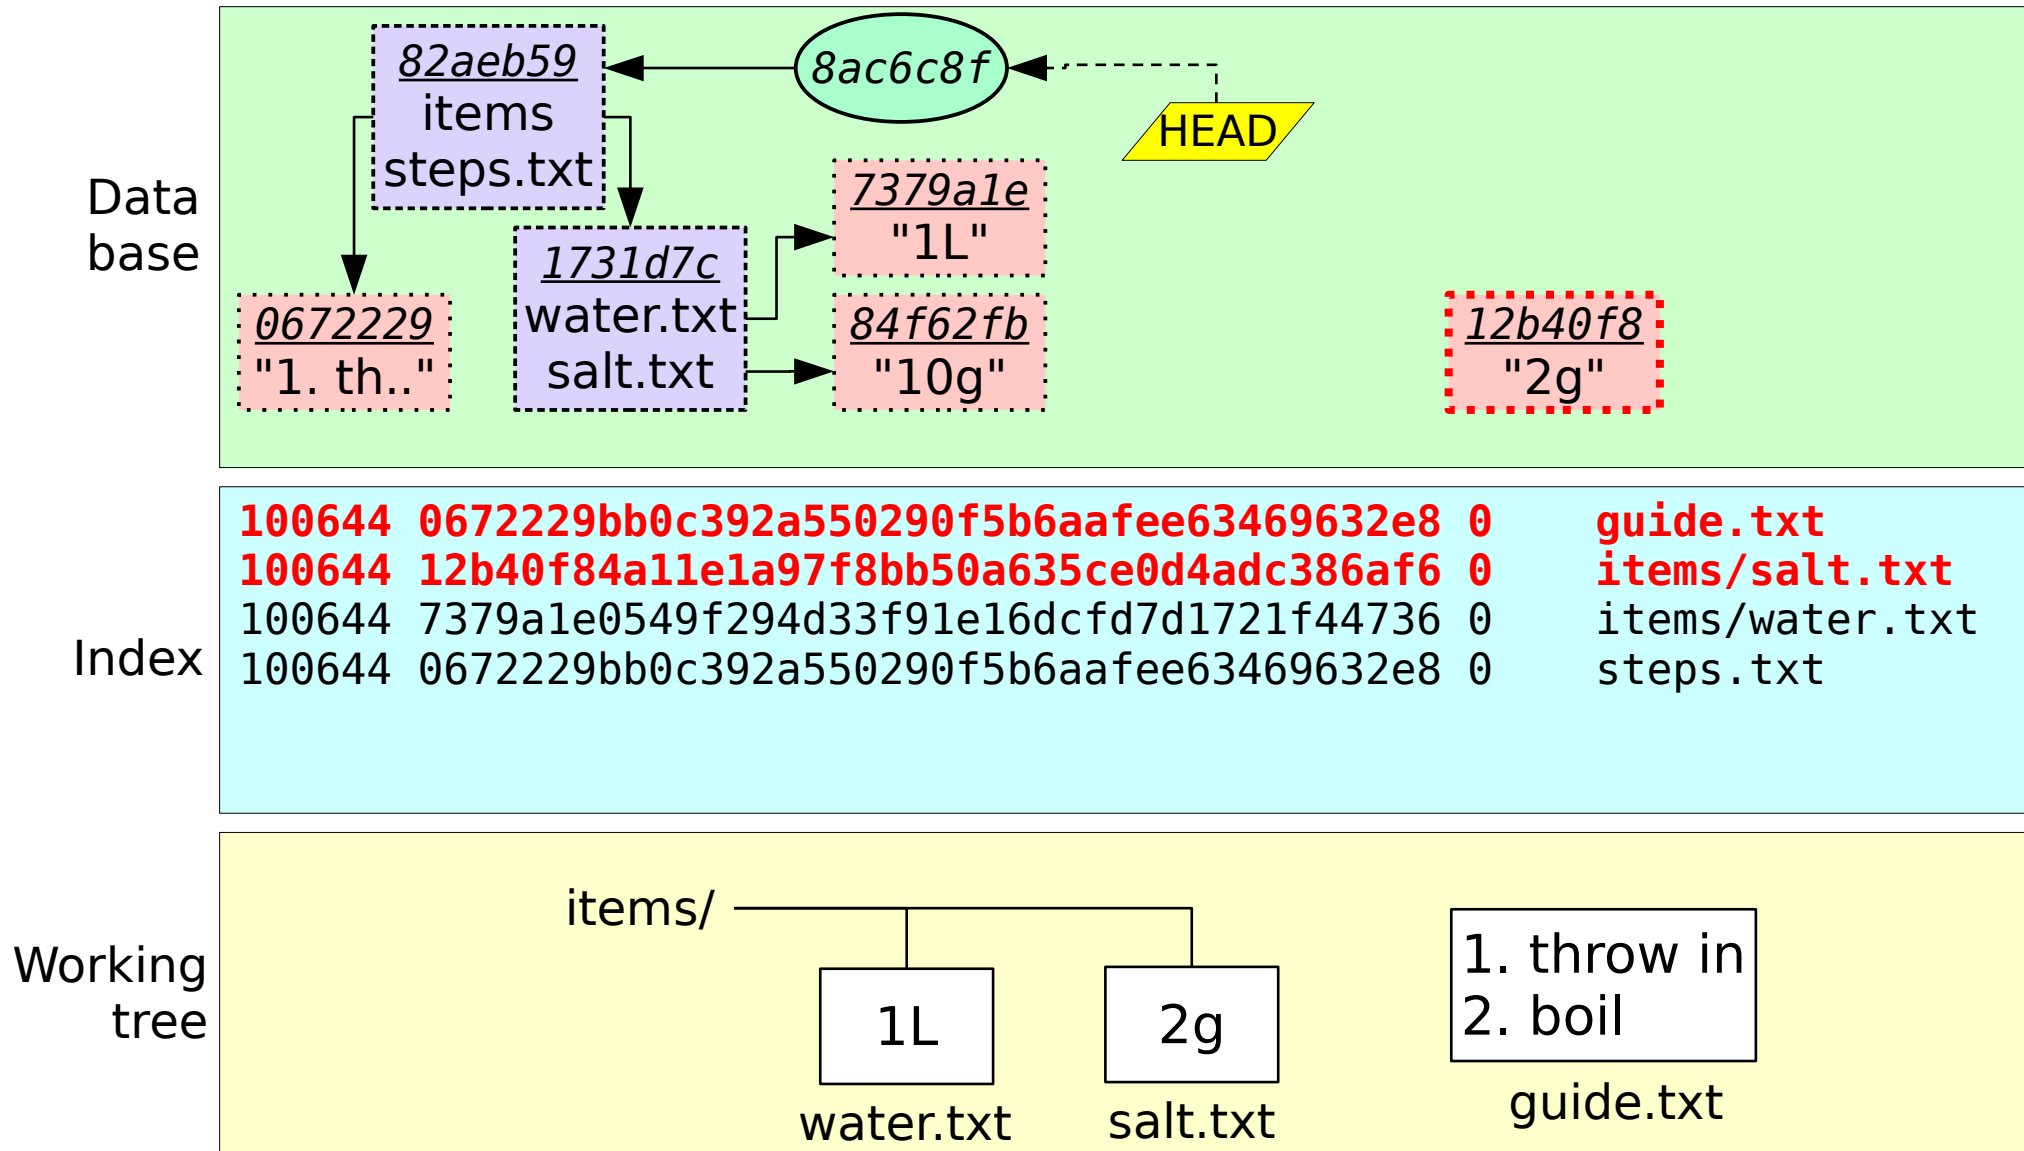 Data
base
82aeb59
items
steps.txt
8ac6c8f
HEAD
7379a1e
"1L"
1731d7c
water.txt
salt.txt
0672229
"1. th.."
84f62fb
"10g"
12b40f8
"2g"
Index
100644 0672229bb0c392a550290f5b6aafee63469632e8 0 guide.txt
100644 12b40f84a11e1a97f8bb50a635ce0d4adc386af6 0 items/salt.txt
100644 7379a1e0549f294d33f91e16dcfd7d1721f44736 0 items/water.txt
100644 0672229bb0c392a550290f5b6aafee63469632e8 0 steps.txt
Working
tree
items/
1L
water.txt
2g
salt.txt
1. throw in
2. boil
guide.txt